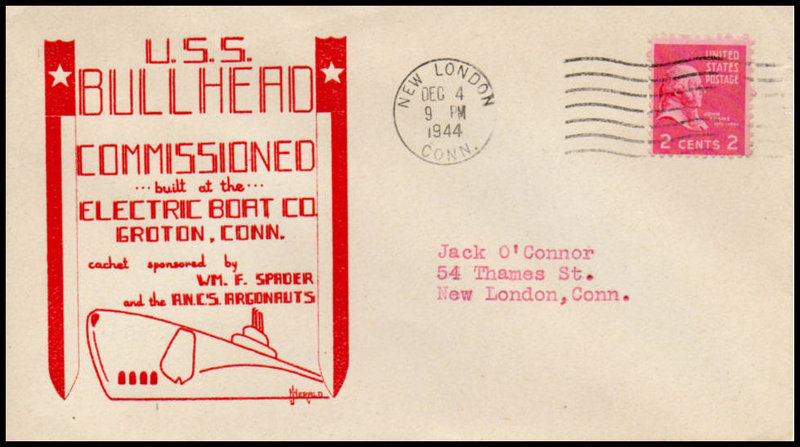 U.S.S.
BULLHEAD
COMMISSIONED
...built at the...
ELECTRIC BOAT CO.
GROTON, CONN.
cachet sponsored by
WM. F. SPADER
and the A.N.C.S. ARGONAUTS
HERALD
NEW LONDON
DEC 4
9 PM
1944
CONN.
UNITED
STATES
POSTAGE
JOHN
2 CENTS 2
Jack O'Connor
54 Thames St.
New London,Conn.